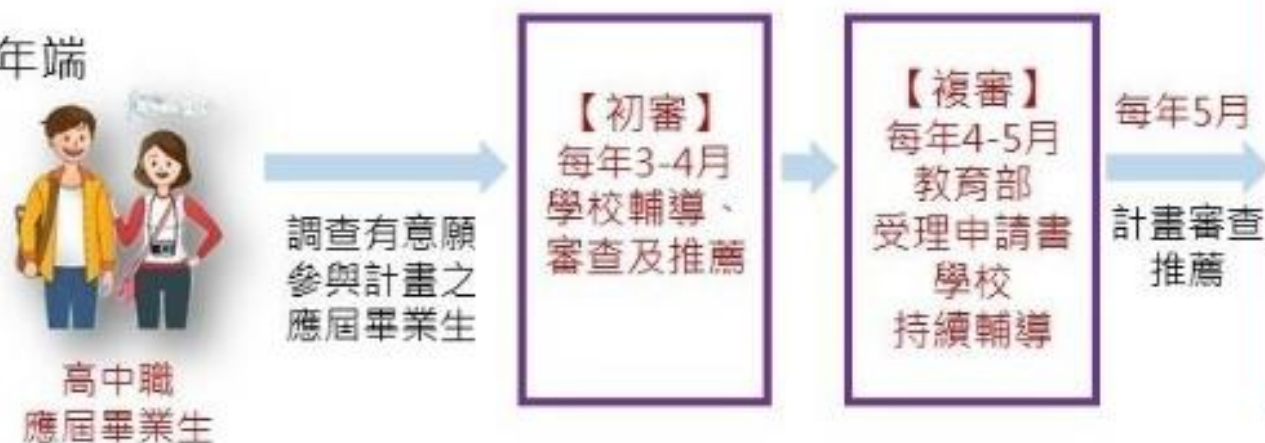 年端
高中職
應屆畢業生
調查有意願
參與計畫之
應屆畢業生
【初審】
每年3-4月
學校輔導、
審查及推薦
【複審】
每年4-5月
教育部
受理申請書
學校
持續輔導
每年5月
計畫審查
推薦